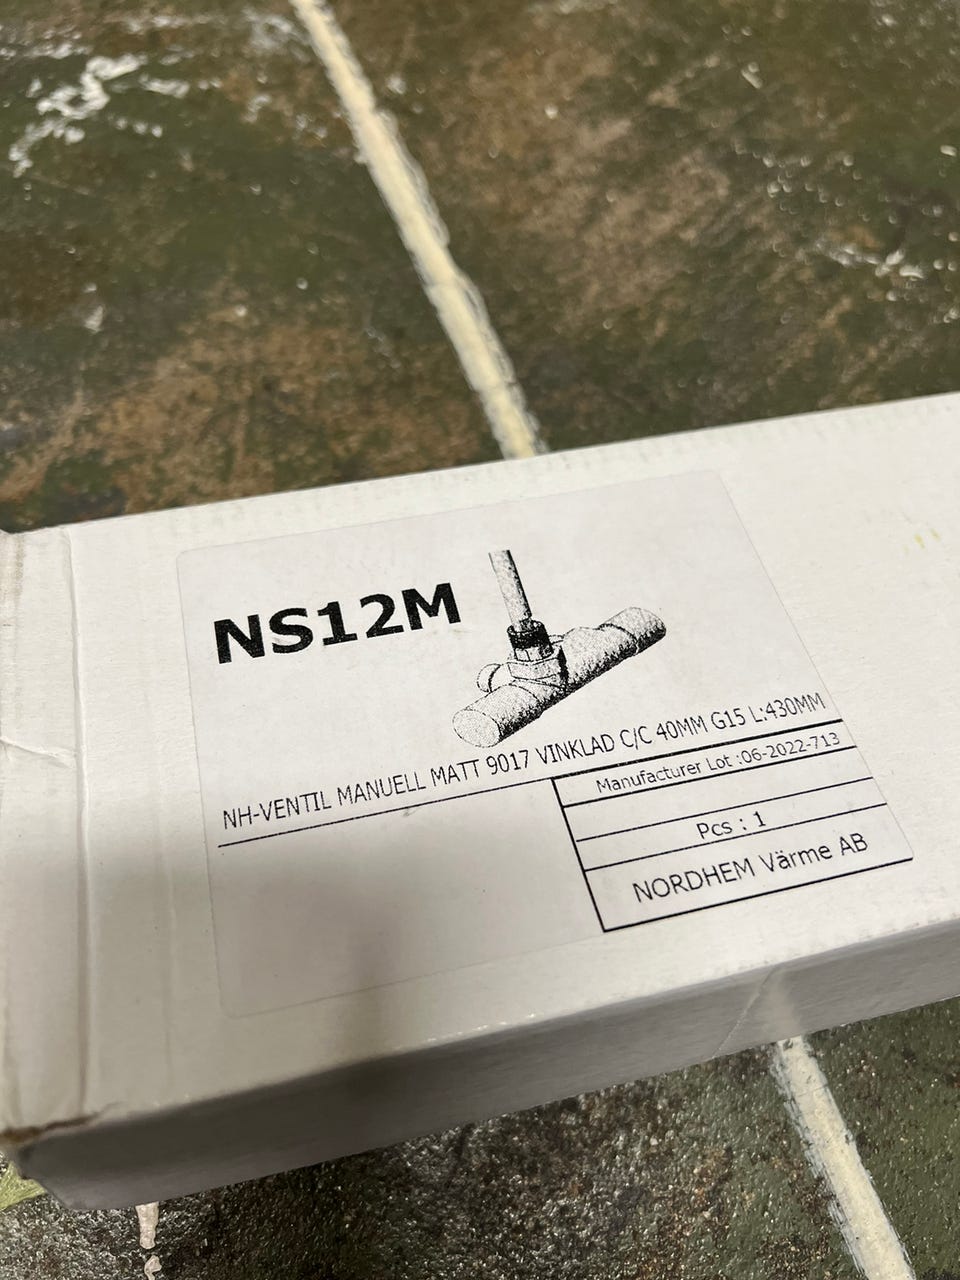 NS12M
NH-VENTIL MANUELL MATT 9017 VINKLAD C/C 40MM G15 L:430MM
Manufacturer Lot :06-2022-713
Pcs : 1
NORDHEM Värme AB